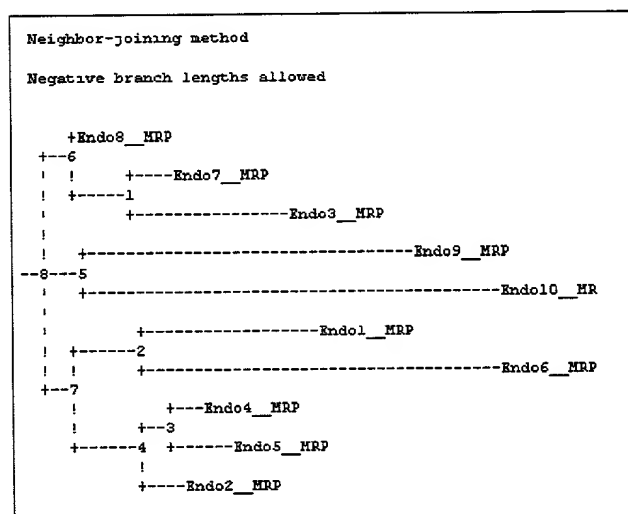 Neighbor-joining method
Negative branch lengths allowed
+Endo8__MRP
+--6
! ! +----Endo7__MRP
! +------1
! +----------------Endo3__MRP
!
! +----------------------------------Endo9__MRP
--8---5
! +-------------------------------------------Endo10__MR
!
! +------------------Endo1__MRP
! +------2
! ! +-------------------------------------Endo6__MRP
+--7
! +---Endo4__MRP
! +--3
+-------4 +------Endo5__MRP
!
+----Endo2__MRP